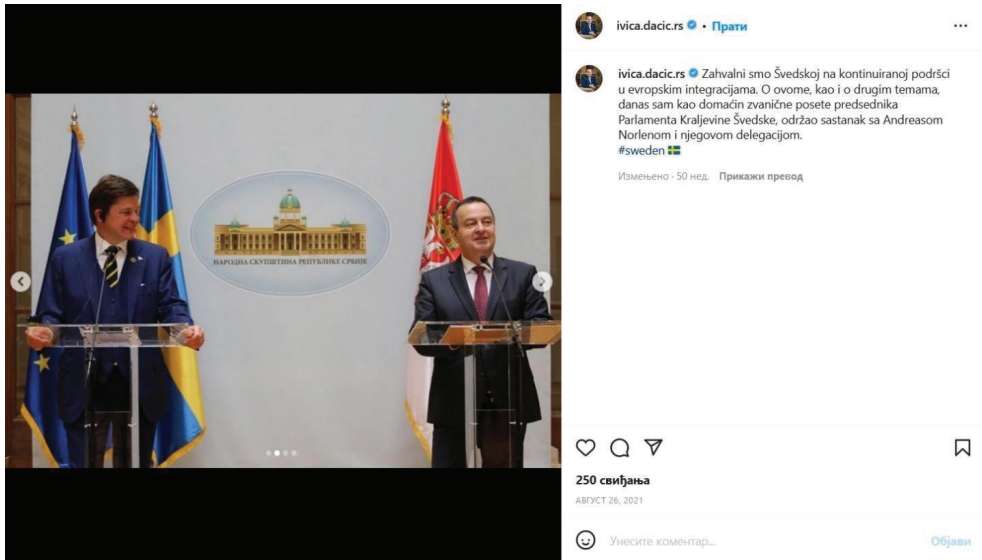 НАРОДНА СКУПШТИНА РЕПУБЛИКЕ СРБИЈЕ
ivica.dacic.rs • Прати
ivica.dacic.rs Zahvalni smo Švedskoj na kontinuiranoj podršci
u evropskim integracijama. O ovome, kao i o drugim temama,
danas sam kao domaćin zvanične posete predsednika
Parlamenta Kraljevine Švedske, održao sastanak sa Andreasom
Norlenom i njegovom delegacijom.
#sweden 🇸🇪
Измењено · 50 нед. Прикажи превод
250 свиђања
АВГУСТ 26, 2021
Унесите коментар...
Објави